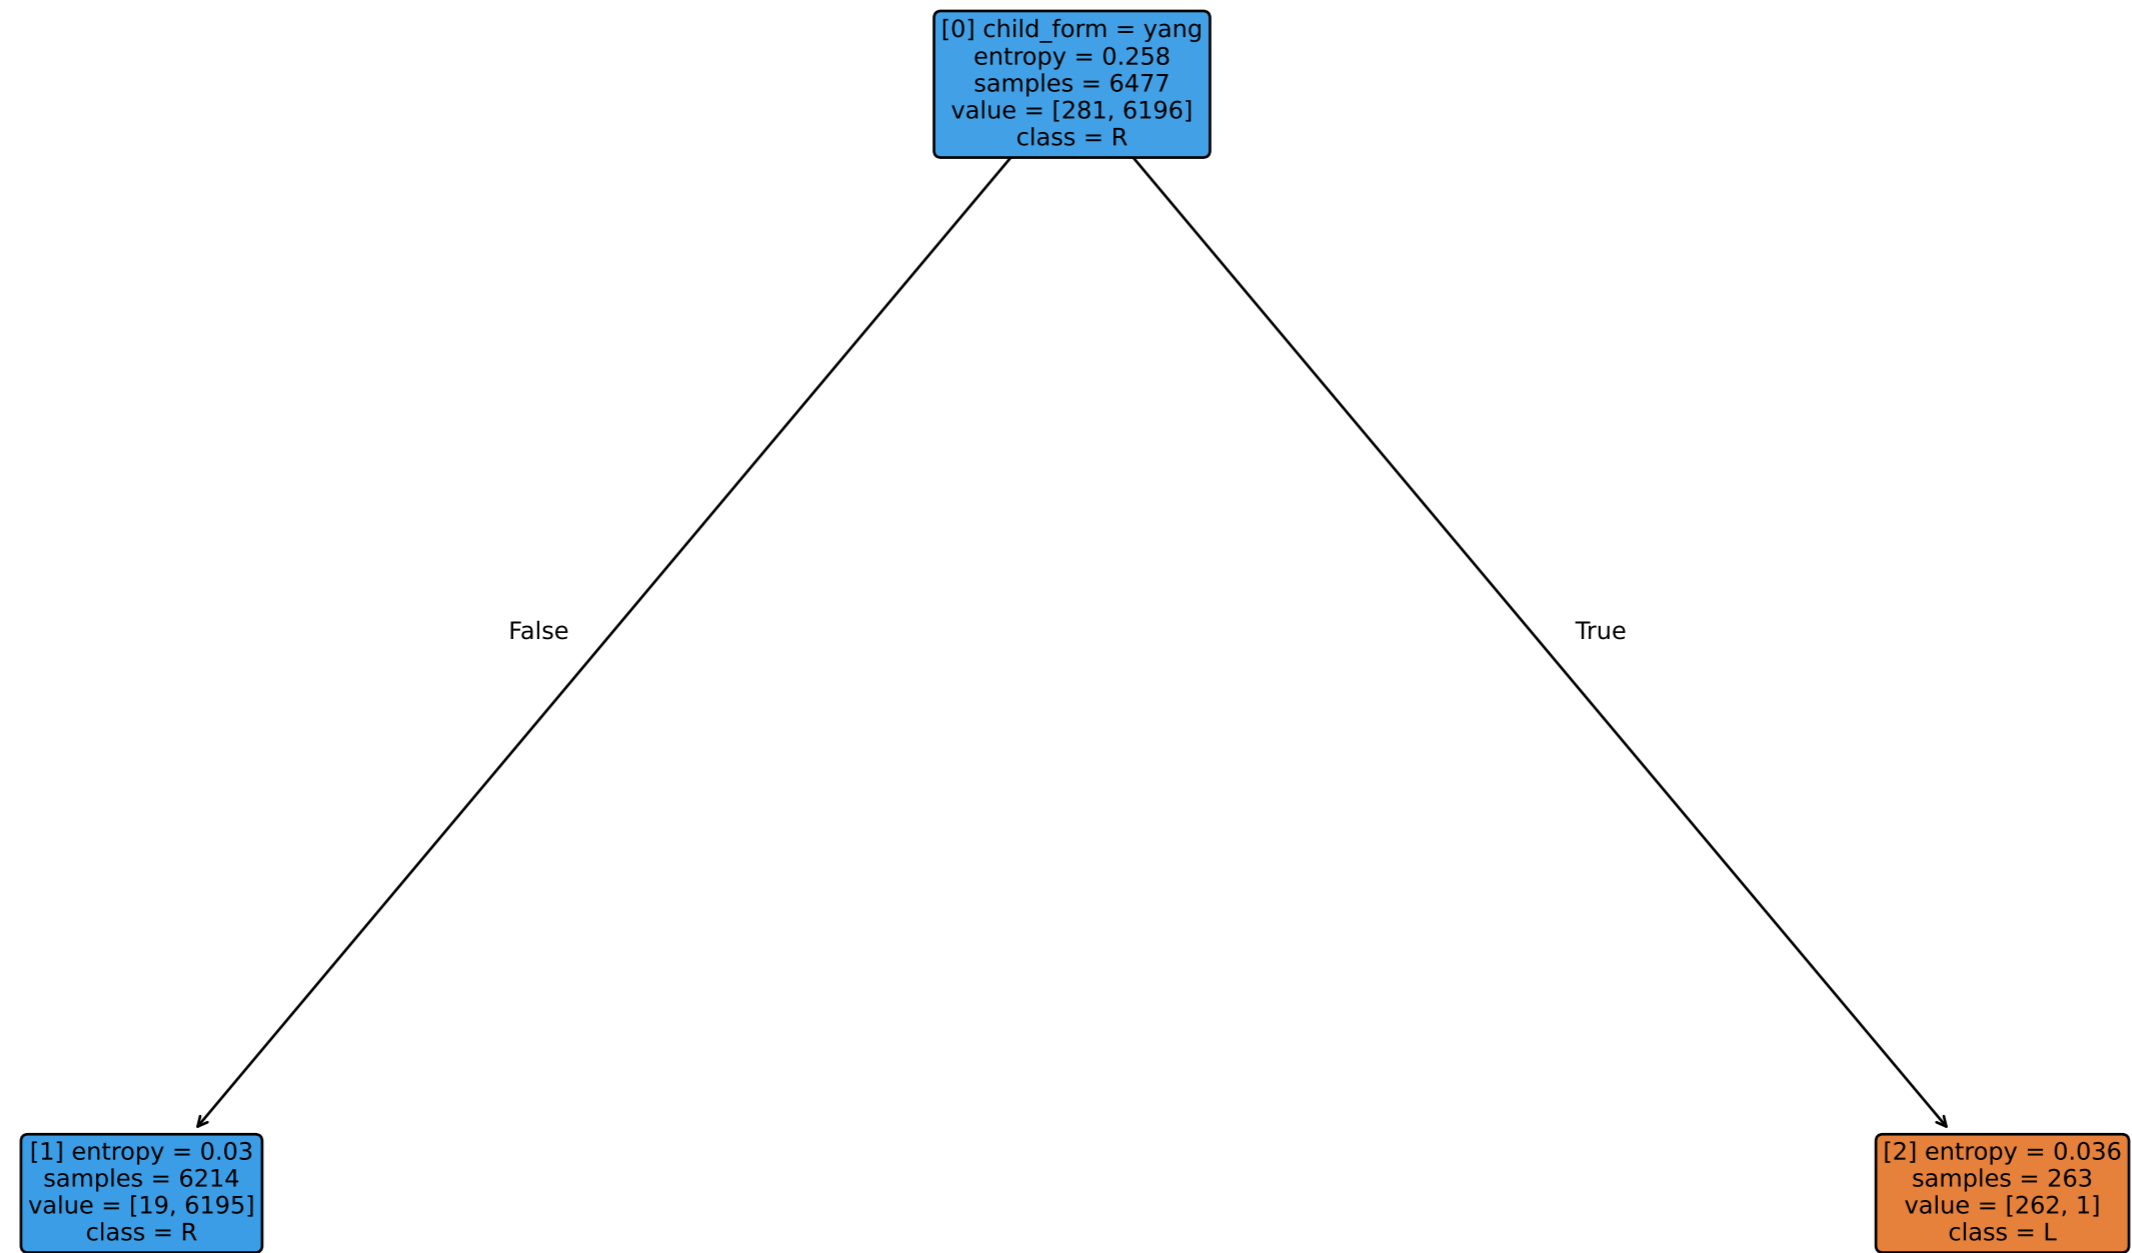 [0] child_form = yang
entropy = 0.258
samples = 6477
value = [281, 6196]
class = R
False
True
[1] entropy = 0.03
samples = 6214
value = [19, 6195]
class = R
[2] entropy = 0.036
samples = 263
value = [262, 1]
class = L